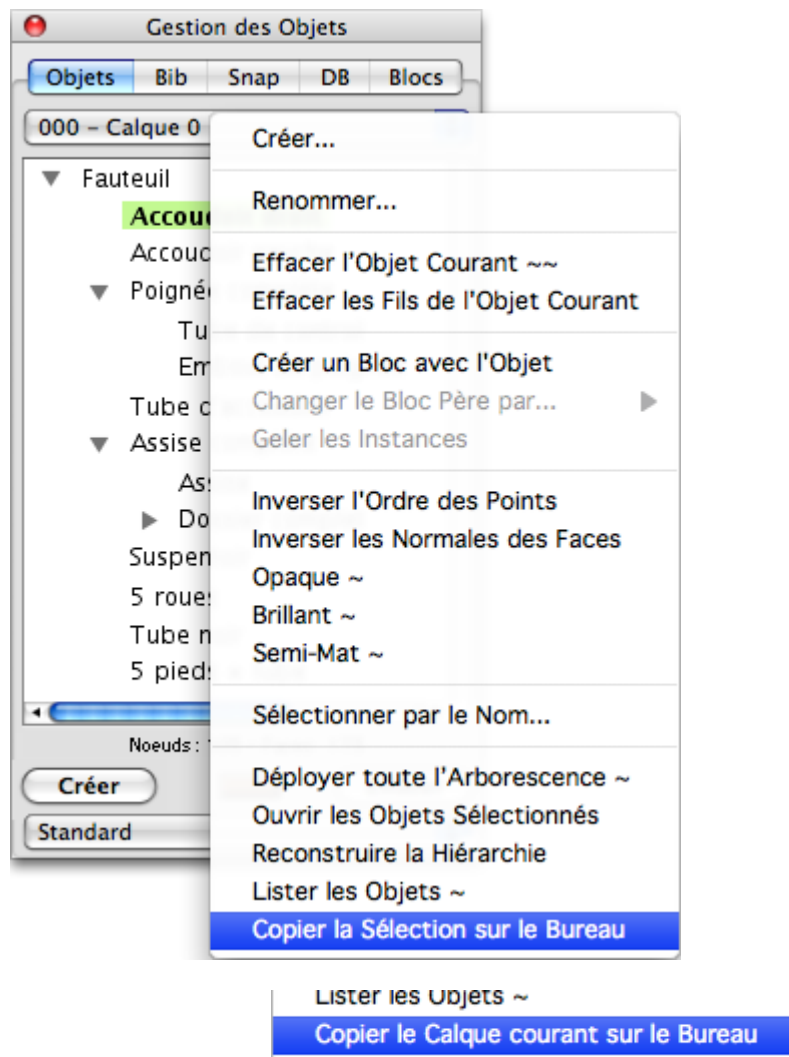 Gestion des Objets
Objets Bib Snap DB Blocs
000 – Calque 0
Fauteuil
Accoud
Accoud
Poigné
Tu
Em
Tube d
Assise
As
Do
Suspen
5 roues
Tube n
5 pieds
Noeuds :
Créer
Standard
Créer...
Renommer...
Effacer l'Objet Courant ~~
Effacer les Fils de l'Objet Courant
Créer un Bloc avec l'Objet
Changer le Bloc Père par...
Geler les Instances
Inverser l'Ordre des Points
Inverser les Normales des Faces
Opaque ~
Brillant ~
Semi-Mat ~
Sélectionner par le Nom...
Déployer toute l'Arborescence ~
Ouvrir les Objets Sélectionnés
Reconstruire la Hiérarchie
Lister les Objets ~
Copier la Sélection sur le Bureau
Lister les Objets ~
Copier le Calque courant sur le Bureau